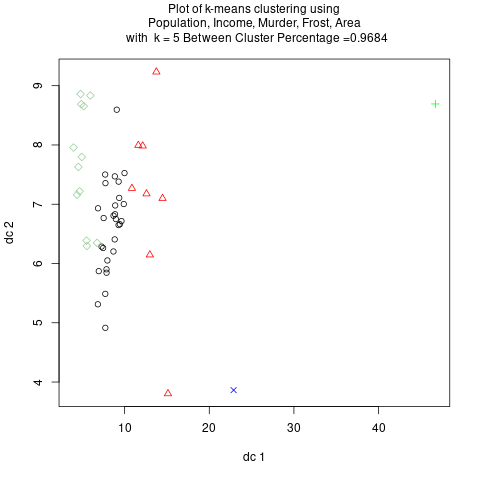 Plot of k-means clustering using
Population, Income, Murder, Frost, Area
with k = 5 Between Cluster Percentage =0.9684
9
8
7
6
5
4
dc 2
10 20 30 40
dc 1